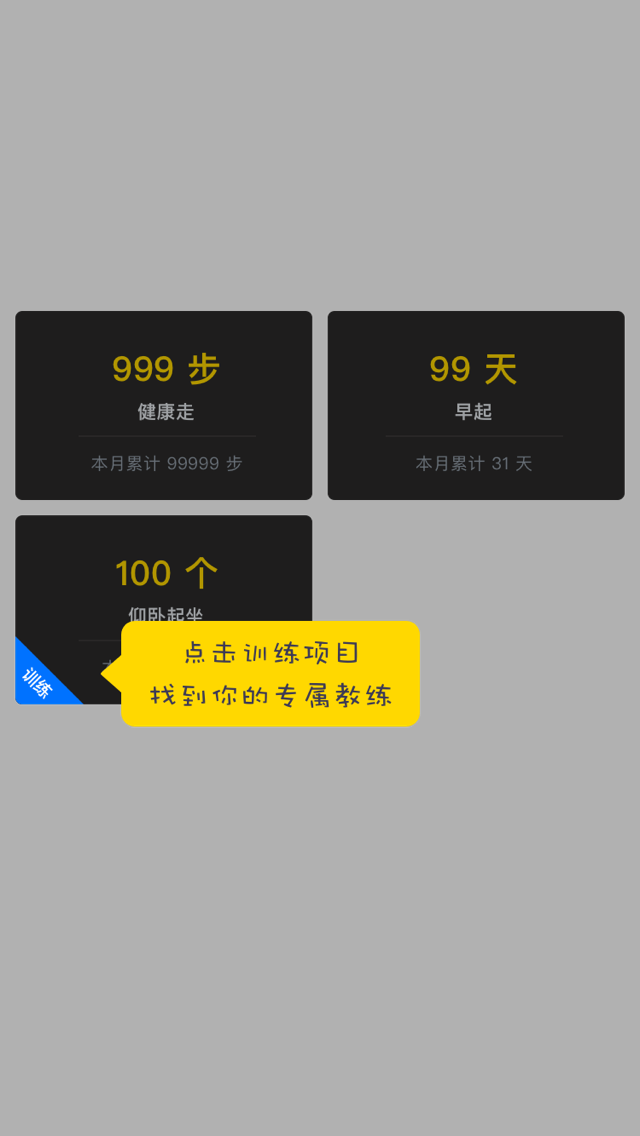 999 步
健康走
本月累计 99999 步
99 天
早起
本月累计 31 天
100 个
仰卧起坐
训练
点击训练项目
找到你的专属教练